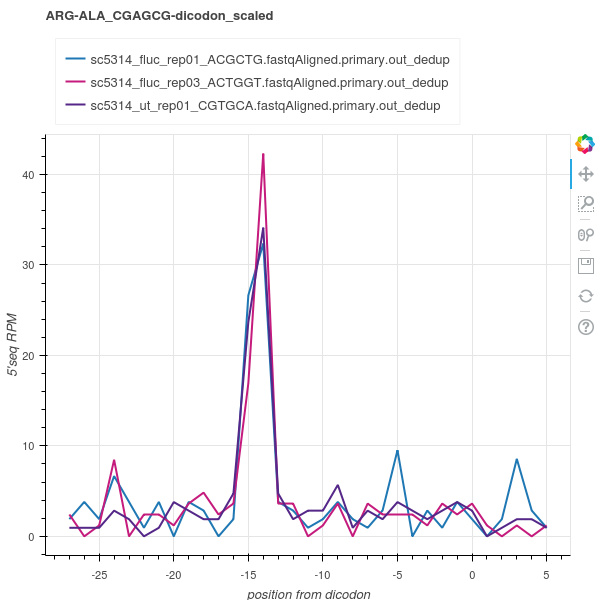 ARG-ALA_CGAGCG-dicodon_scaled
sc5314_fluc_rep01_ACGCTG.fastqAligned.primary.out_dedup
sc5314_fluc_rep03_ACTGGT.fastqAligned.primary.out_dedup
sc5314_ut_rep01_CGTGCA.fastqAligned.primary.out_dedup
40
30
20
10
0
5'seq RPM
-25 -20 -15 -10 -5 0 5
position from dicodon